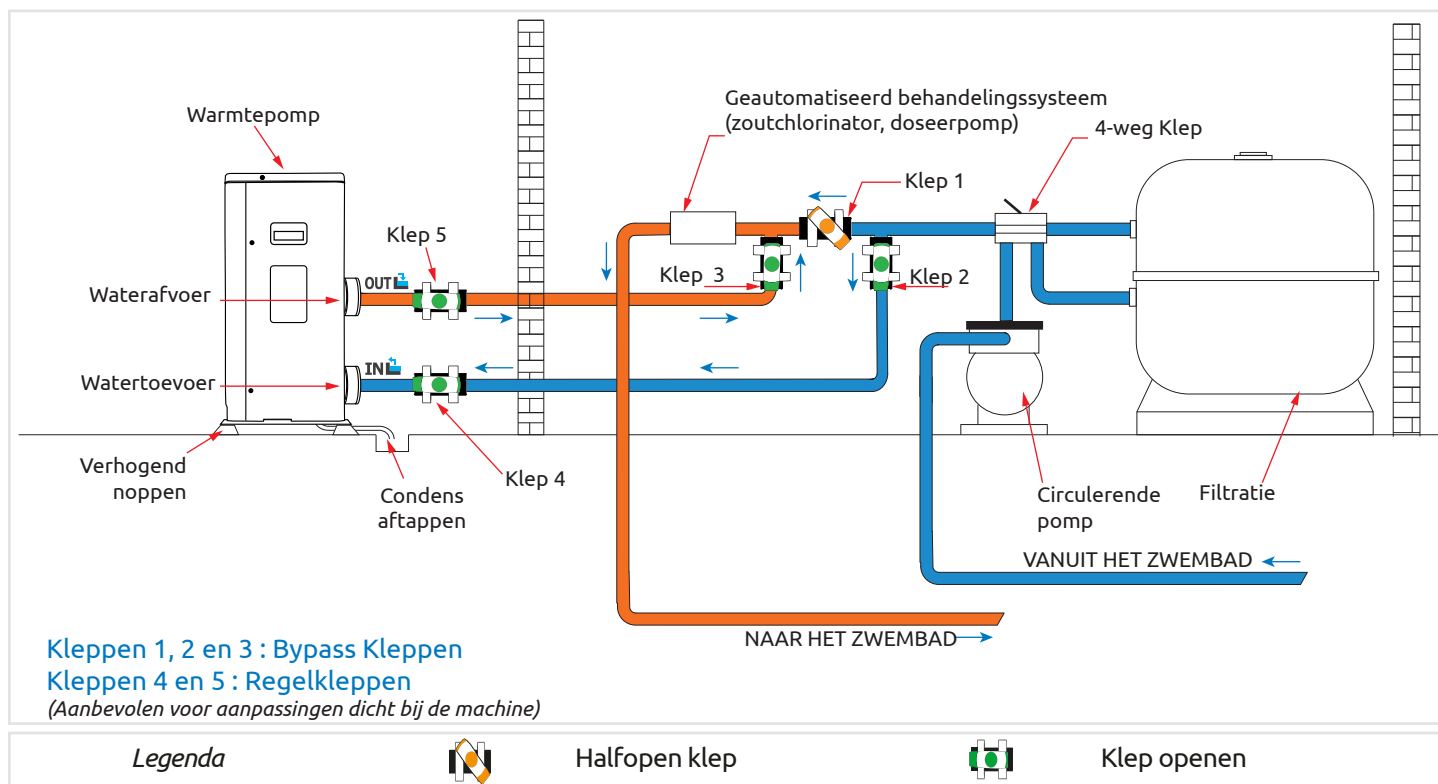 Geautomatiseerd behandelingssysteem
(zoutchlorinator, doseerpomp)
Warmtepomp
4-weg Klep
Klep 1
Klep 5
OUT
Klep 3
Klep 2
Waterafvoer
IN
Watertoevoer
Verhogend
noppen
Condens
aftappen
Klep 4
Circulerende
pomp
Filtratie
VANUIT HET ZWEMBAD
NAAR HET ZWEMBAD
Kleppen 1, 2 en 3 : Bypass Kleppen
Kleppen 4 en 5 : Regelkleppen
(Aanbevolen voor aanpassingen dicht bij de machine)
Legenda
Halfopen klep
Klep openen